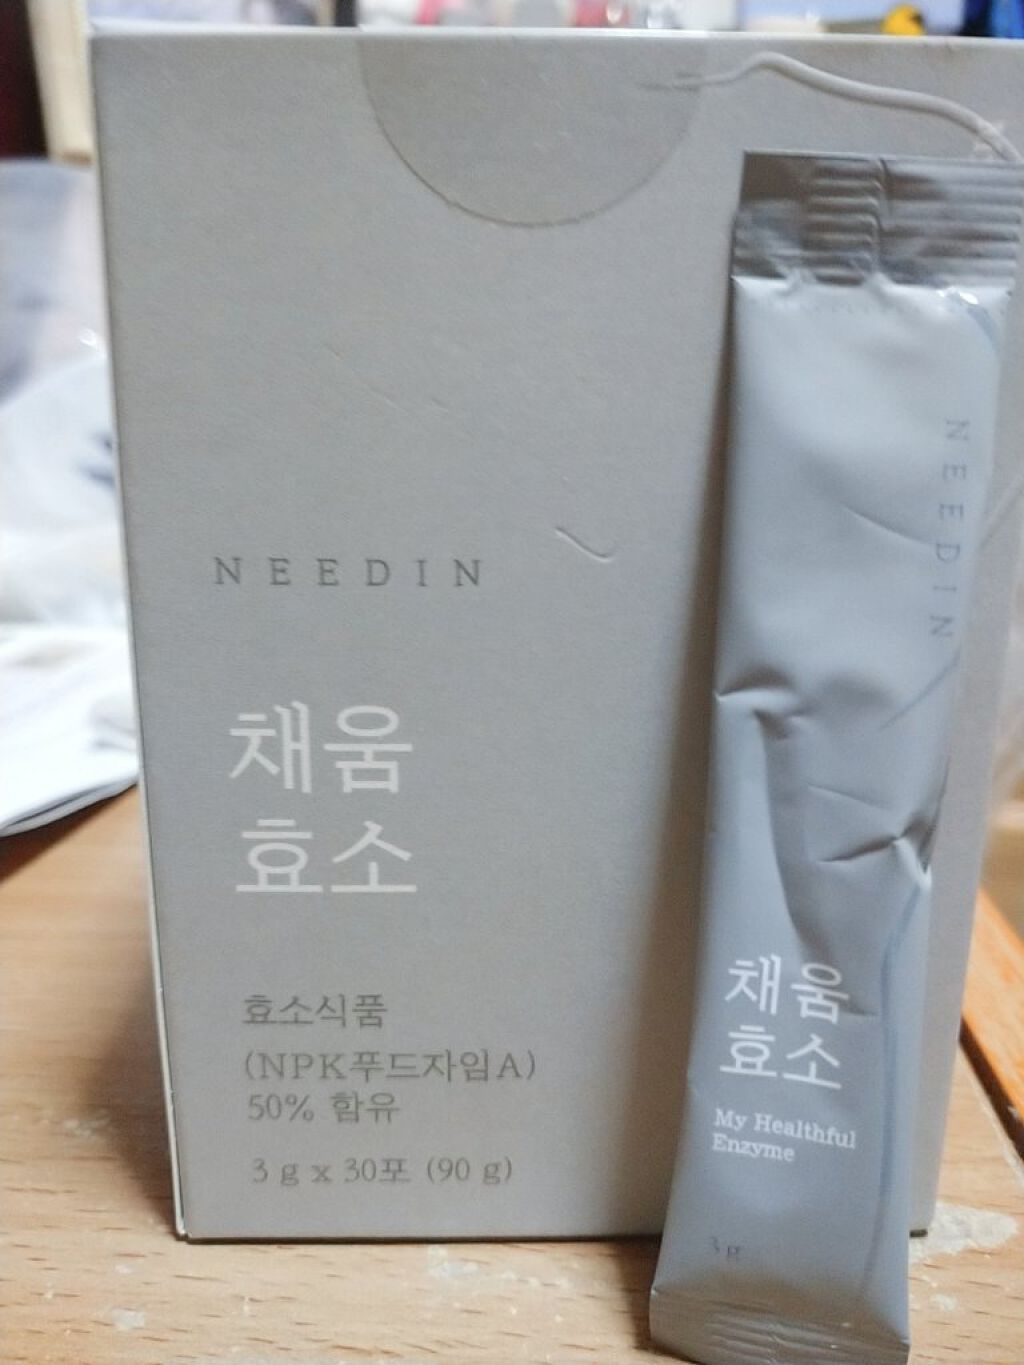 NEEDIN
채움
효소
효소식품
(NPK푸드자임A)
50% 함유
3 g x 30포 (90 g)
NEEDIN
채움
효소
My Healthful
Enzyme
3 g